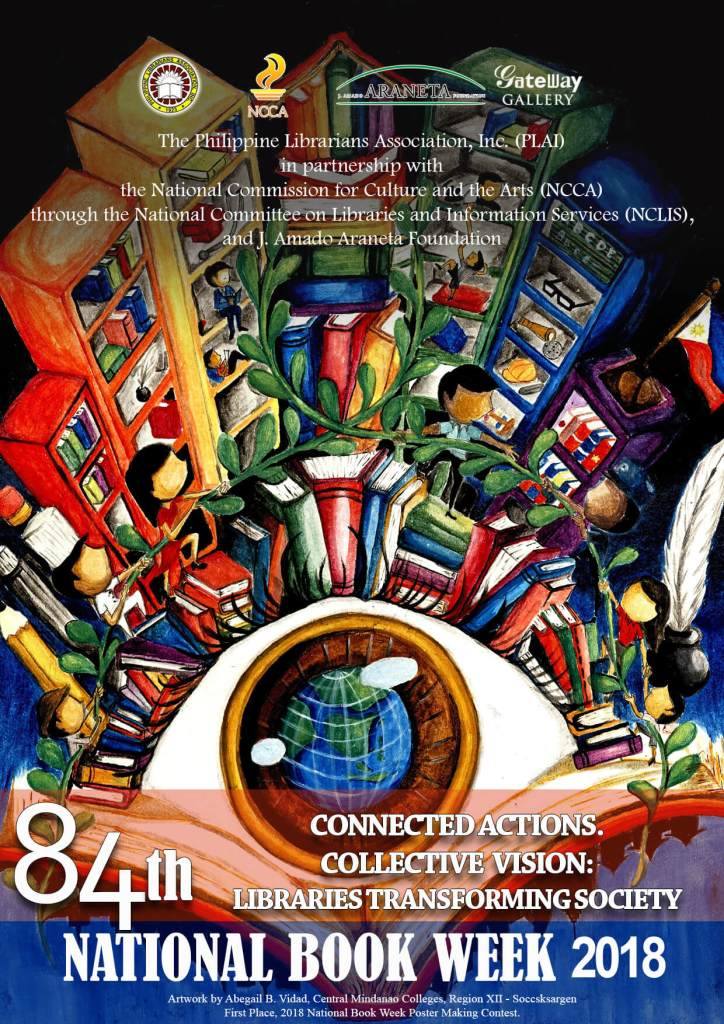 NCCA
J. AMADO ARANETA FOUNDATION
GateWay
GALLERY
The Philippine Librarians Association, Inc. (PLAI)
in partnership with
the National Commission for Culture and the Arts (NCCA)
through the National Committee on Libraries and Information Services (NCLIS),
and J. Amado Araneta Foundation
84th
CONNECTED ACTIONS.
COLLECTIVE VISION:
LIBRARIES TRANSFORMING SOCIETY
NATIONAL BOOK WEEK 2018
Artwork by Abegail B. Vidad, Central Mindanao Colleges, Region XII - Soccsksargen
First Place, 2018 National Book Week Poster Making Contest.